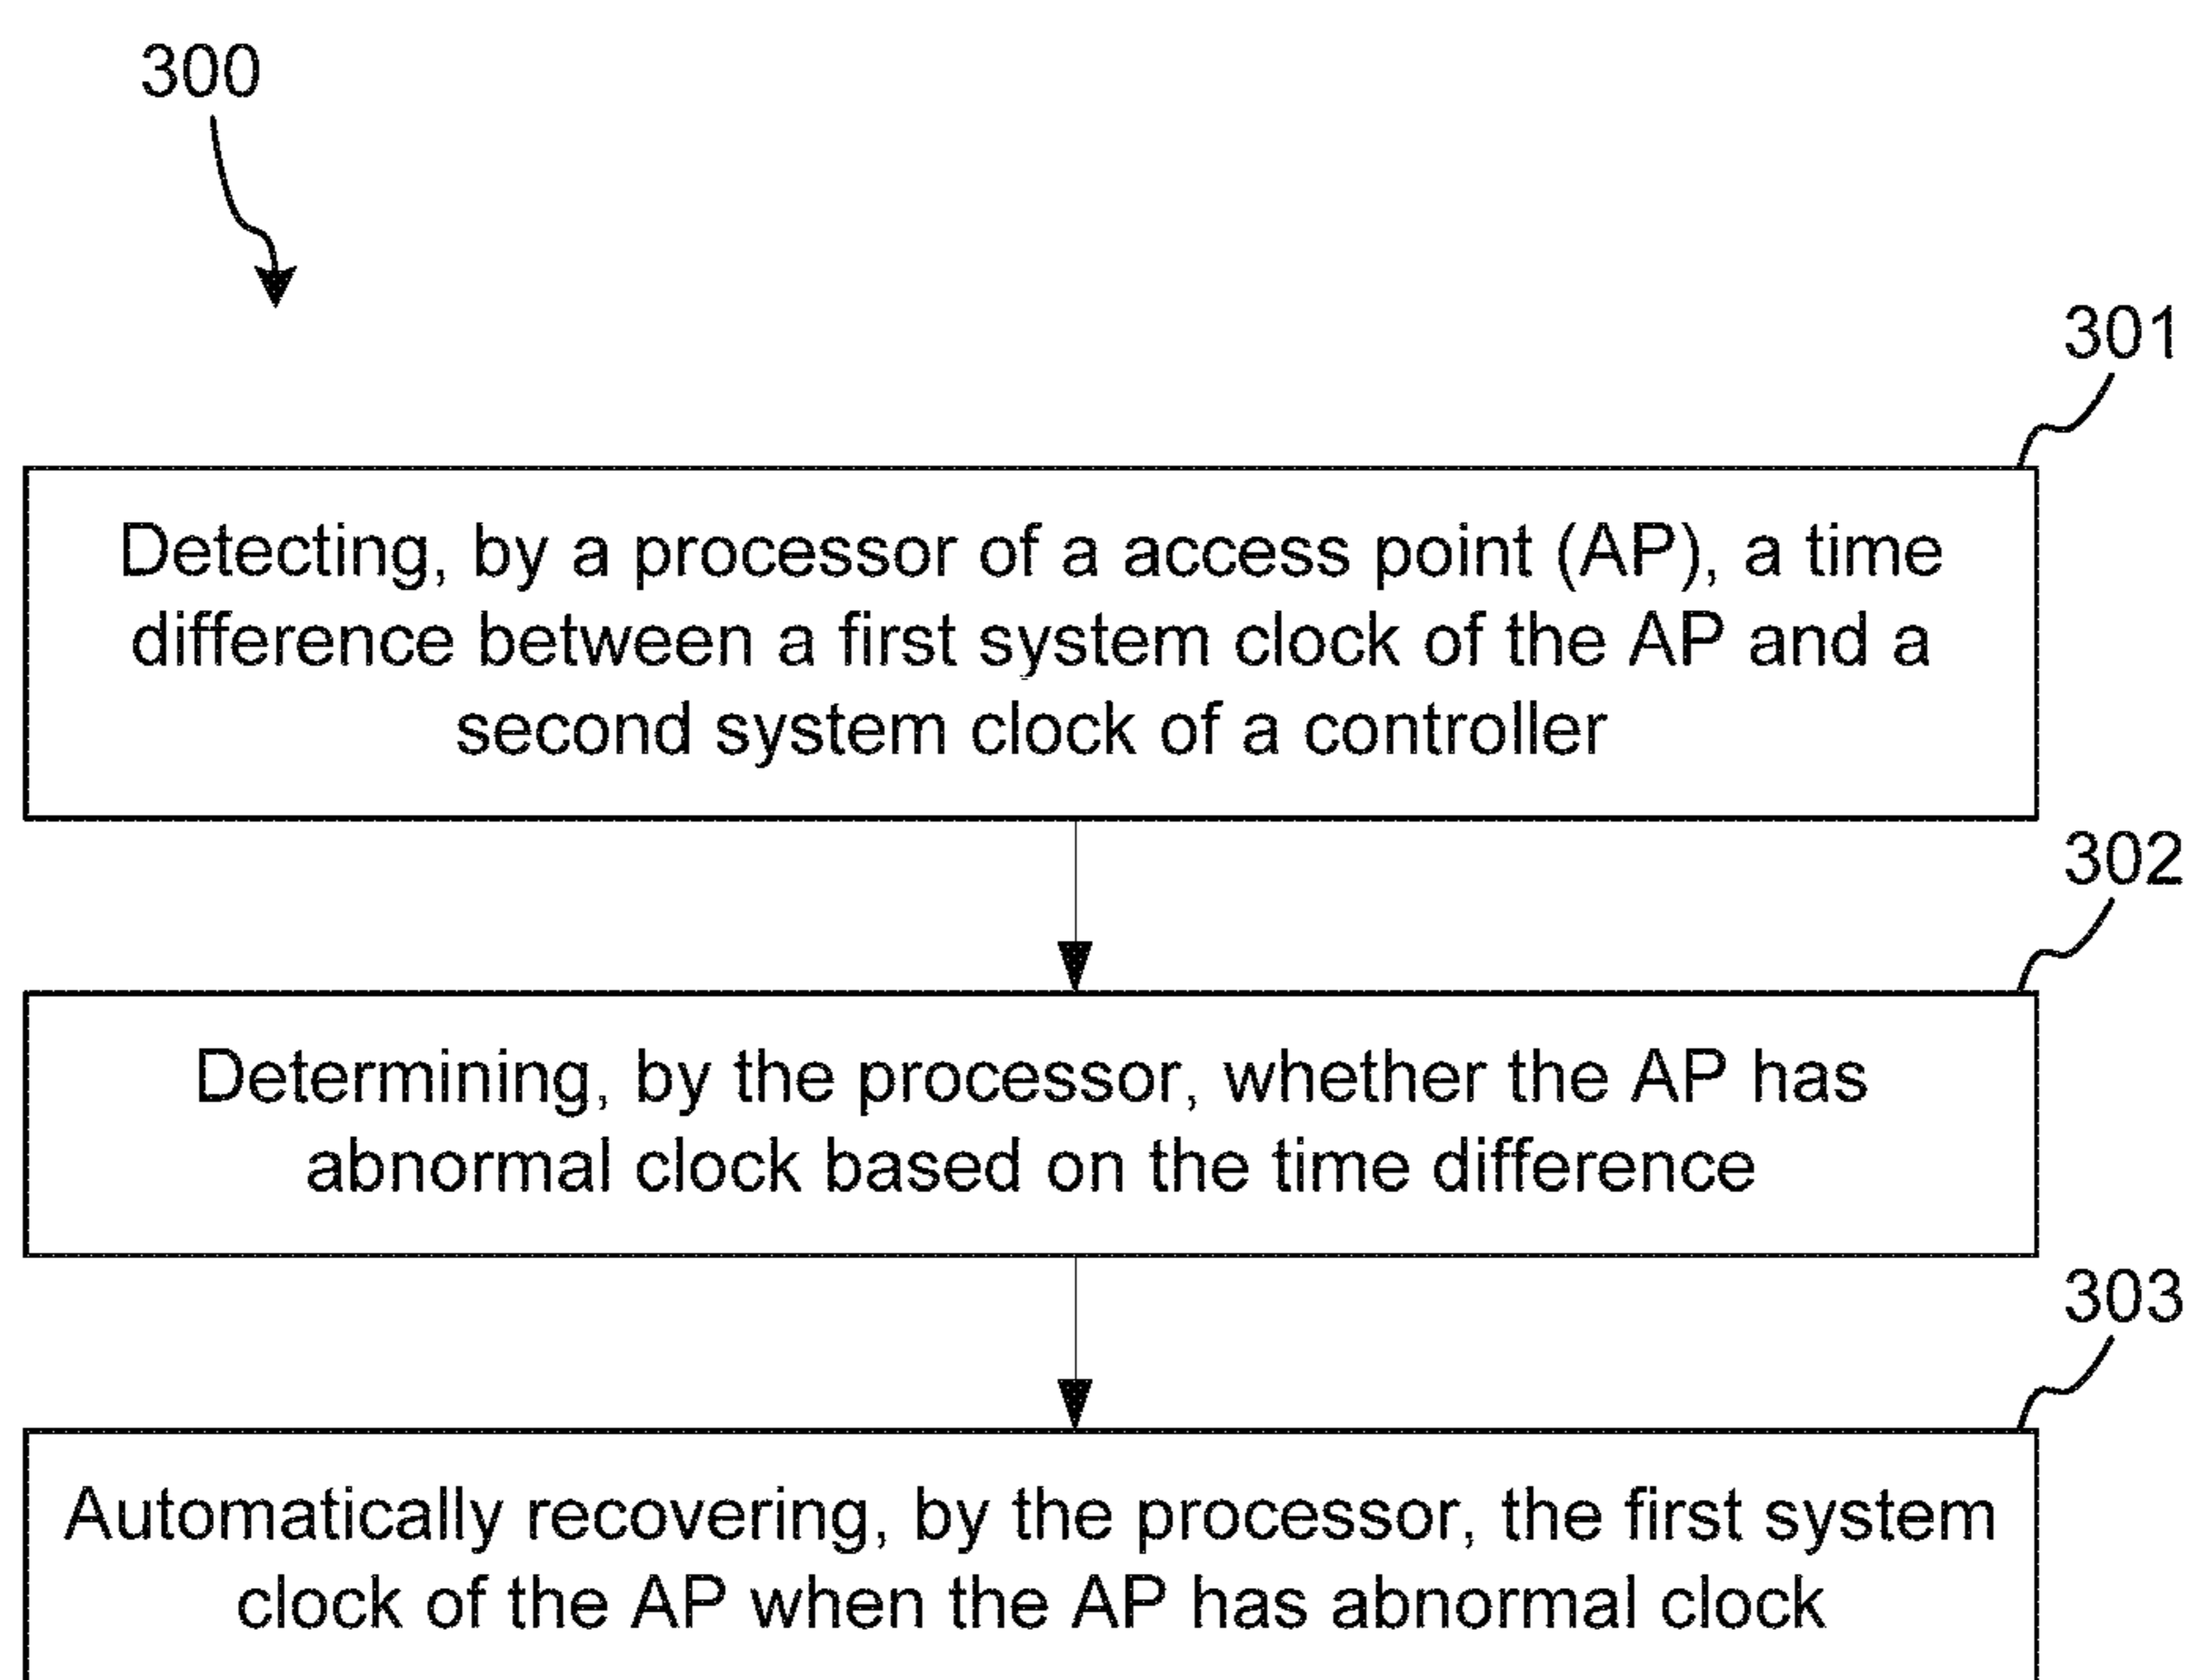 300
301
Detecting, by a processor of a access point (AP), a time
difference between a first system clock of the AP and a
second system clock of a controller
302
Determining, by the processor, whether the AP has
abnormal clock based on the time difference
303
Automatically recovering, by the processor, the first system
clock of the AP when the AP has abnormal clock